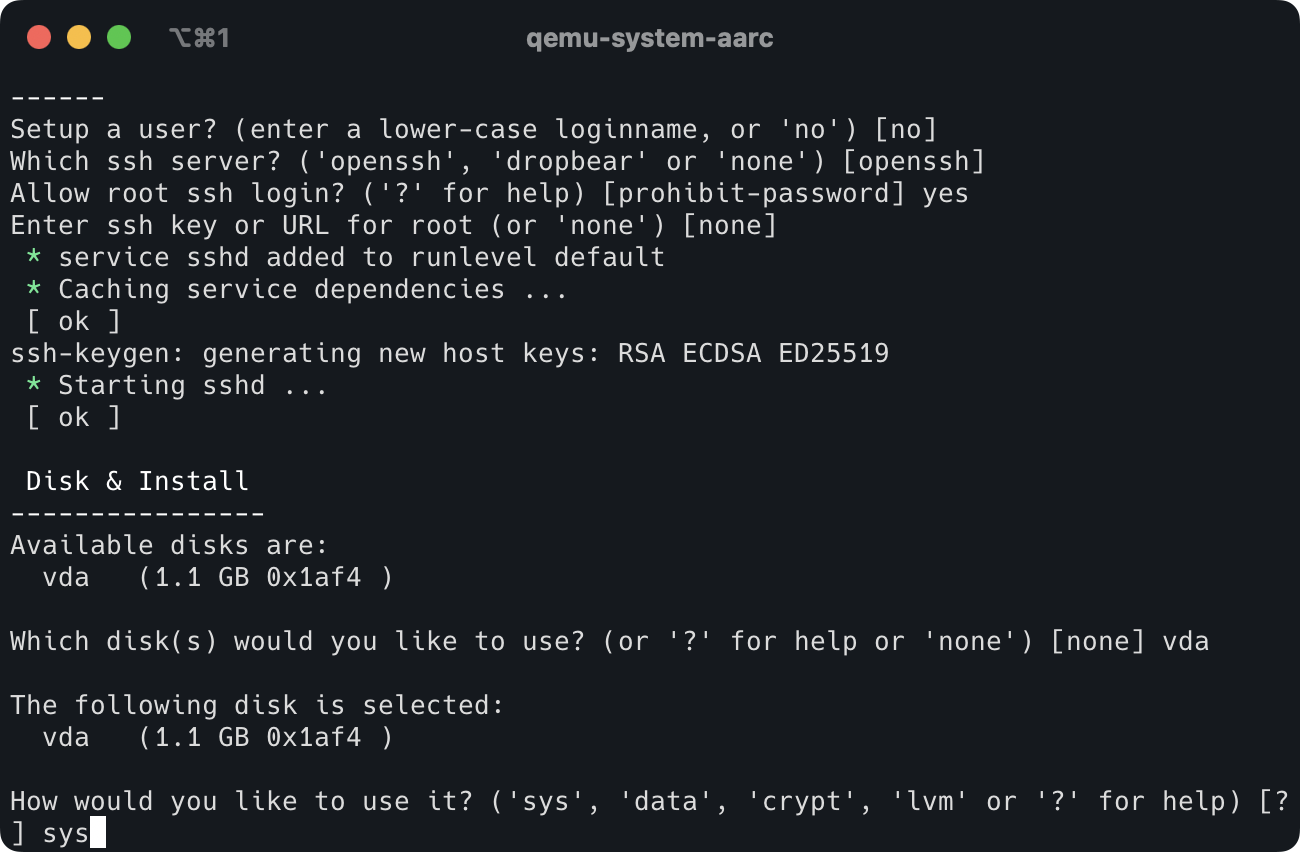 ⌥⌘1 qemu-system-aarc
------
Setup a user? (enter a lower-case loginname, or 'no') [no]
Which ssh server? ('openssh', 'dropbear' or 'none') [openssh]
Allow root ssh login? ('?' for help) [prohibit-password] yes
Enter ssh key or URL for root (or 'none') [none]
 * service sshd added to runlevel default
 * Caching service dependencies ...
 [ ok ]
ssh-keygen: generating new host keys: RSA ECDSA ED25519
 * Starting sshd ...
 [ ok ]

 Disk & Install
----------------
Available disks are:
  vda   (1.1 GB 0x1af4 )

Which disk(s) would you like to use? (or '?' for help or 'none') [none] vda

The following disk is selected:
  vda   (1.1 GB 0x1af4 )

How would you like to use it? ('sys', 'data', 'crypt', 'lvm' or '?' for help) [?
] sys